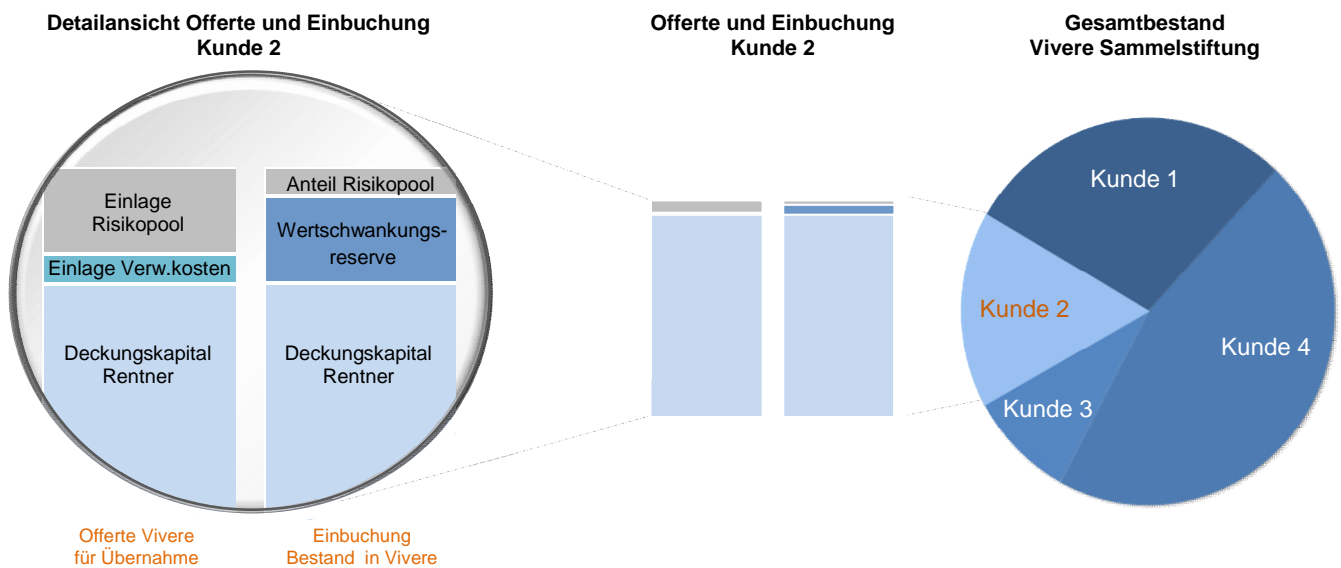 Detailansicht Offerte und Einbuchung
Kunde 2
Offerte und Einbuchung
Kunde 2
Gesamtbestand
Vivere Sammelstiftung
Einlage
Risikopool
Einlage Verw.kosten
Deckungskapital
Rentner
Anteil Risikopool
Wertschwankungs-
reserve
Deckungskapital
Rentner
Offerte Vivere
für Übernahme
Einbuchung
Bestand in Vivere
Kunde 1
Kunde 2
Kunde 3
Kunde 4